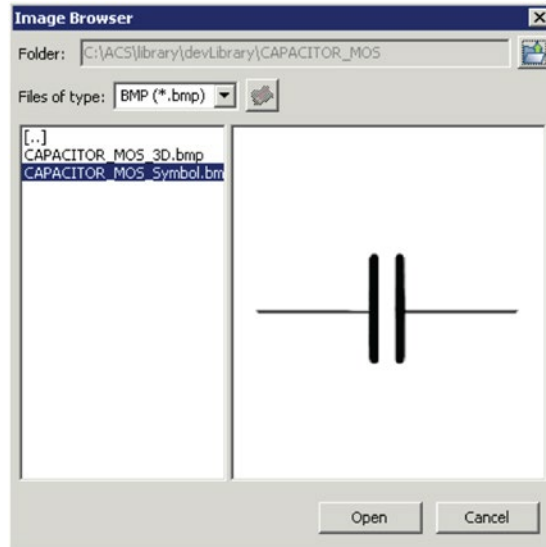 Image Browser
Folder: C:\ACS\library\devLibrary\CAPACITOR_MOS
Files of type: BMP (*.bmp)
[..]
CAPACITOR_MOS_3D.bmp
CAPACITOR_MOS_Symbol.bm
Open Cancel